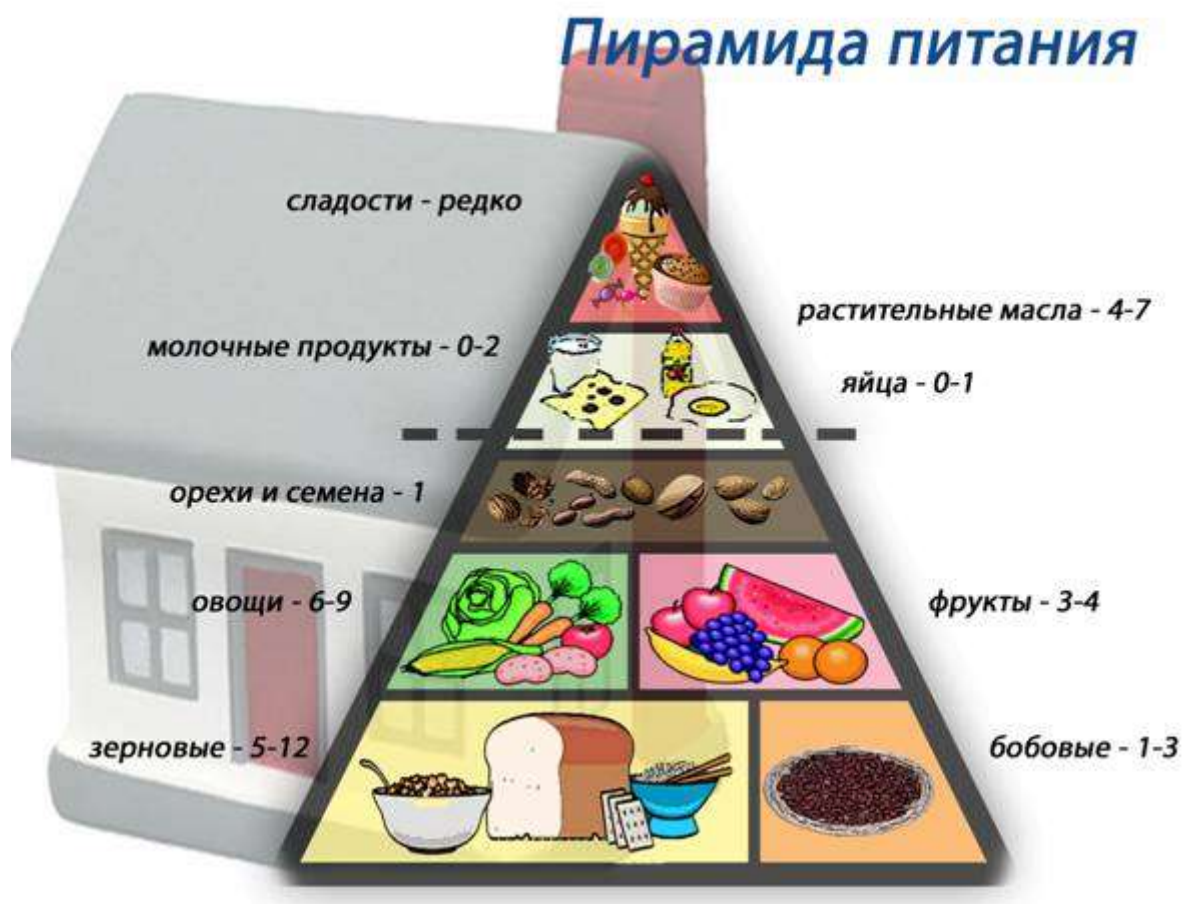 Пирамида питания
сладости - редко
растительные масла - 4-7
молочные продукты - 0-2
яйца - 0-1
орехи и семена - 1
овощи - 6-9
фрукты - 3-4
зерновые - 5-12
бобовые - 1-3